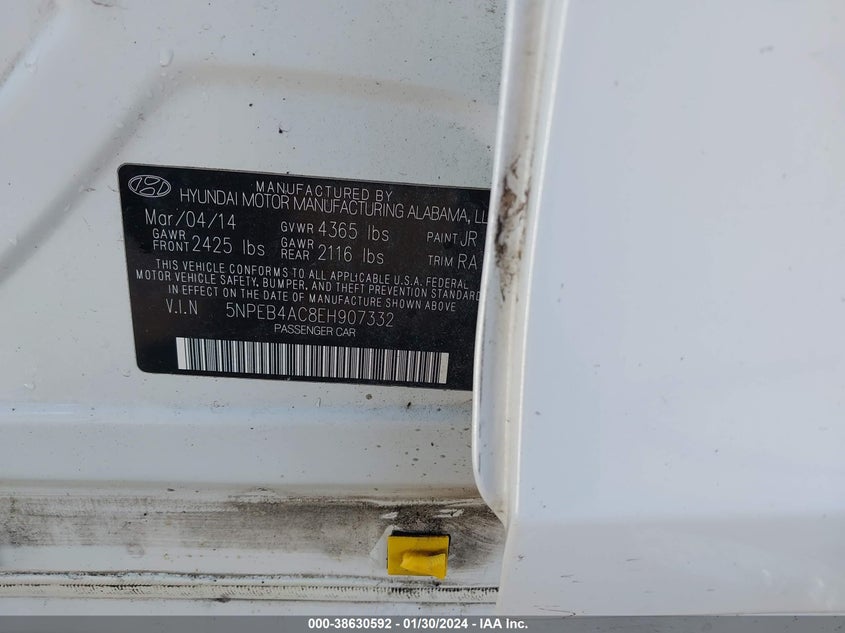 MANUFACTURED BY
HYUNDAI MOTOR MANUFACTURING ALABAMA, LL
Mar/04/14 GVWR 4365 lbs PAINT JR
GAWR FRONT 2425 lbs GAWR REAR 2116 lbs TRIM RA
THIS VEHICLE CONFORMS TO ALL APPLICABLE U.S.A. FEDERAL
MOTOR VEHICLE SAFETY, BUMPER, AND THEFT PREVENTION STANDARD
IN EFFECT ON THE DATE OF MANUFACTURE SHOWN ABOVE
V.I.N 5NPEB4AC8EH907332
PASSENGER CAR
000-38630592 — 01/30/2024 - IAA Inc.